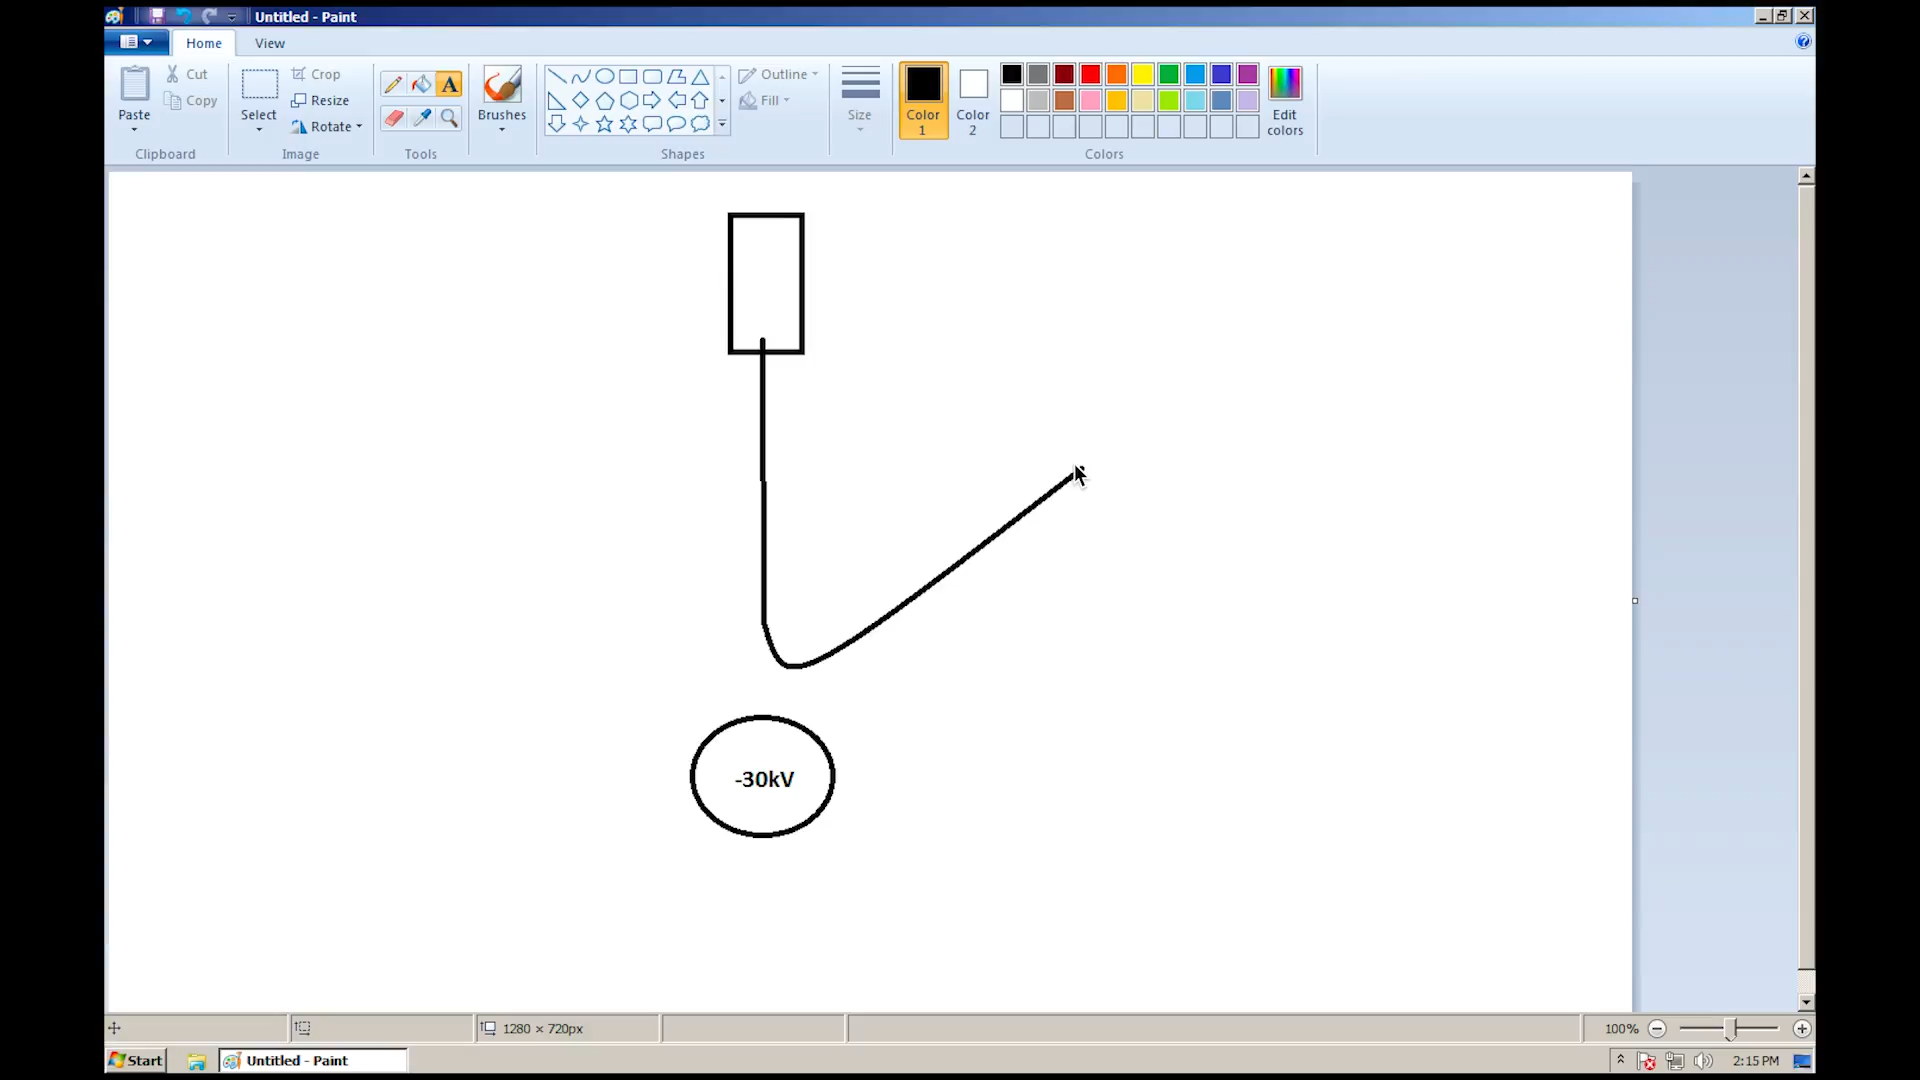 Untitled - Paint
Home View
Cut
Copy
Paste
Clipboard
Crop
Resize
Rotate
Select
Image
Tools
Brushes
Shapes
Outline
Fill
Size
Color 1
Color 2
Edit colors
Colors
-30kV
1280 × 720px
100%
Start
Untitled - Paint
2:15 PM